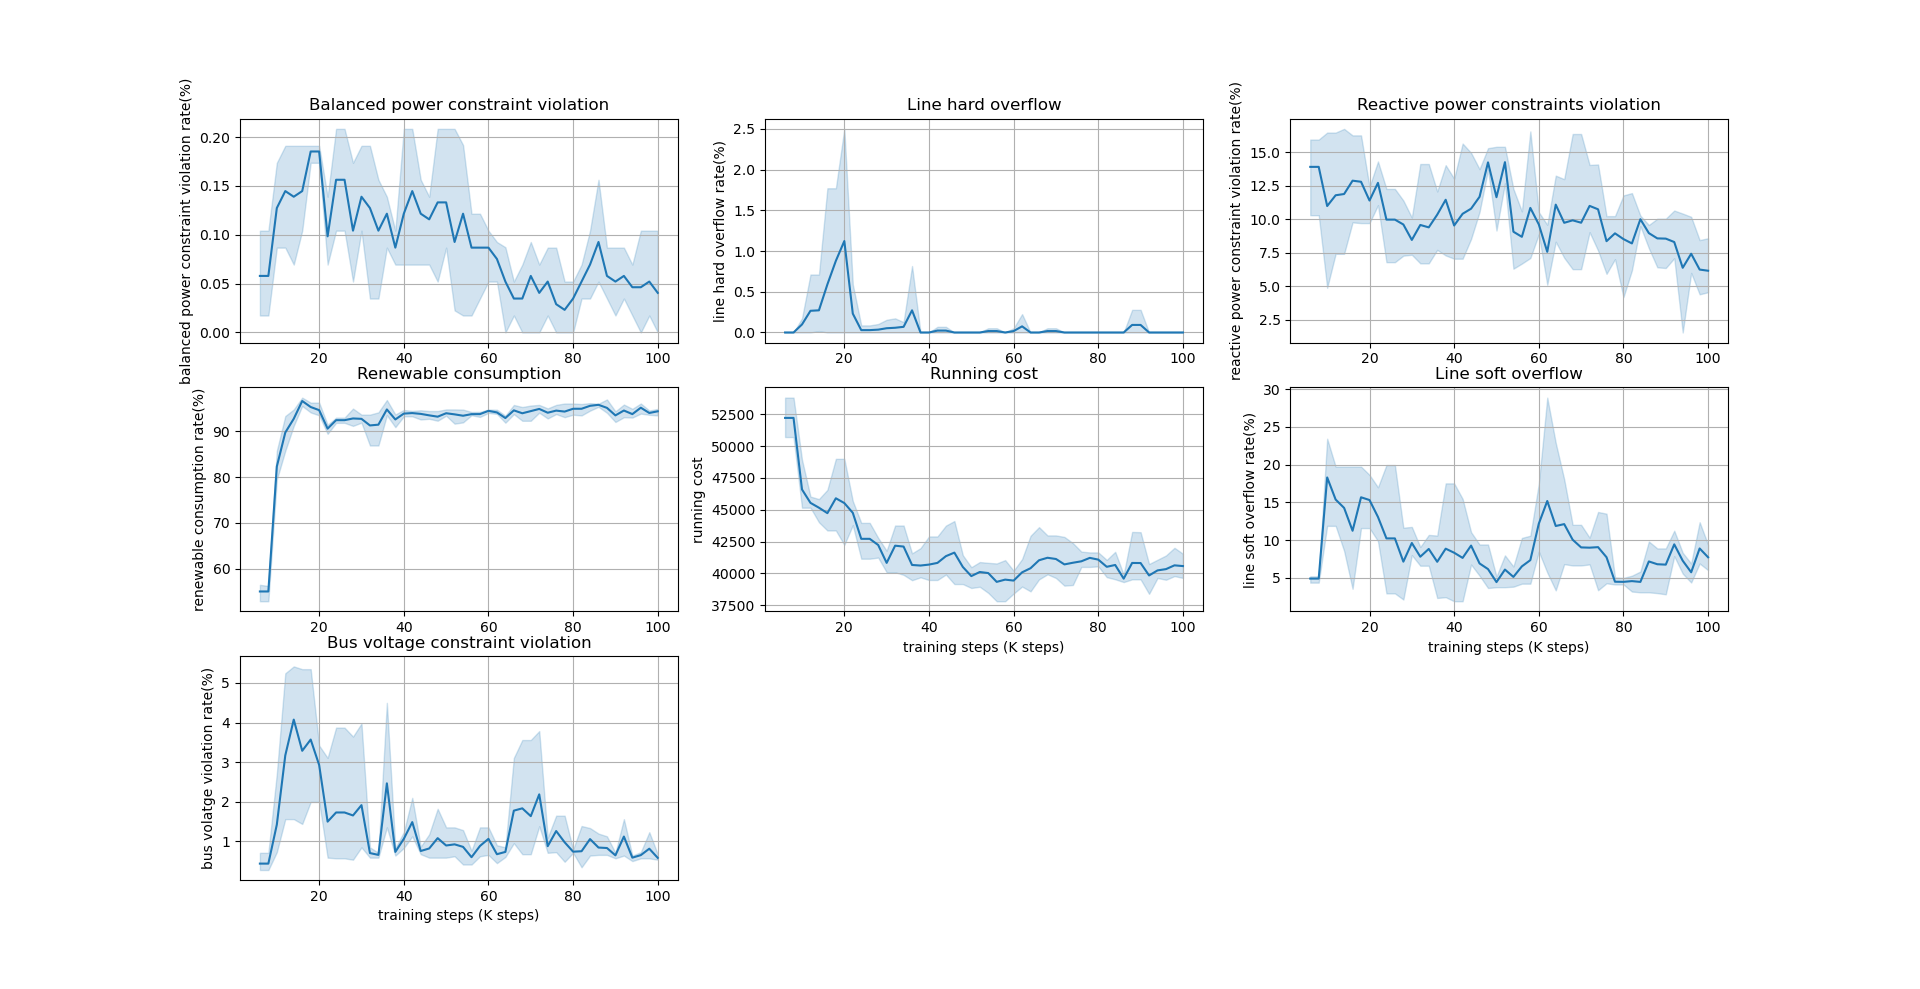 Balanced power constraint violation
balanced power constraint violation rate(%)
0.20
0.15
0.10
0.05
0.00
20 40 60 80 100
Line hard overflow
line hard overflow rate(%)
2.5
2.0
1.5
1.0
0.5
0.0
20 40 60 80 100
Reactive power constraints violation
reactive power constraint violation rate(%)
15.0
12.5
10.0
7.5
5.0
2.5
20 40 60 80 100
Renewable consumption
renewable consumption rate(%)
90
80
70
60
20 40 60 80 100
Running cost
running cost
52500
50000
47500
45000
42500
40000
37500
20 40 60 80 100
training steps (K steps)
Line soft overflow
line soft overflow rate(%)
30
25
20
15
10
5
20 40 60 80 100
training steps (K steps)
Bus voltage constraint violation
bus volatge violation rate(%)
5
4
3
2
1
20 40 60 80 100
training steps (K steps)